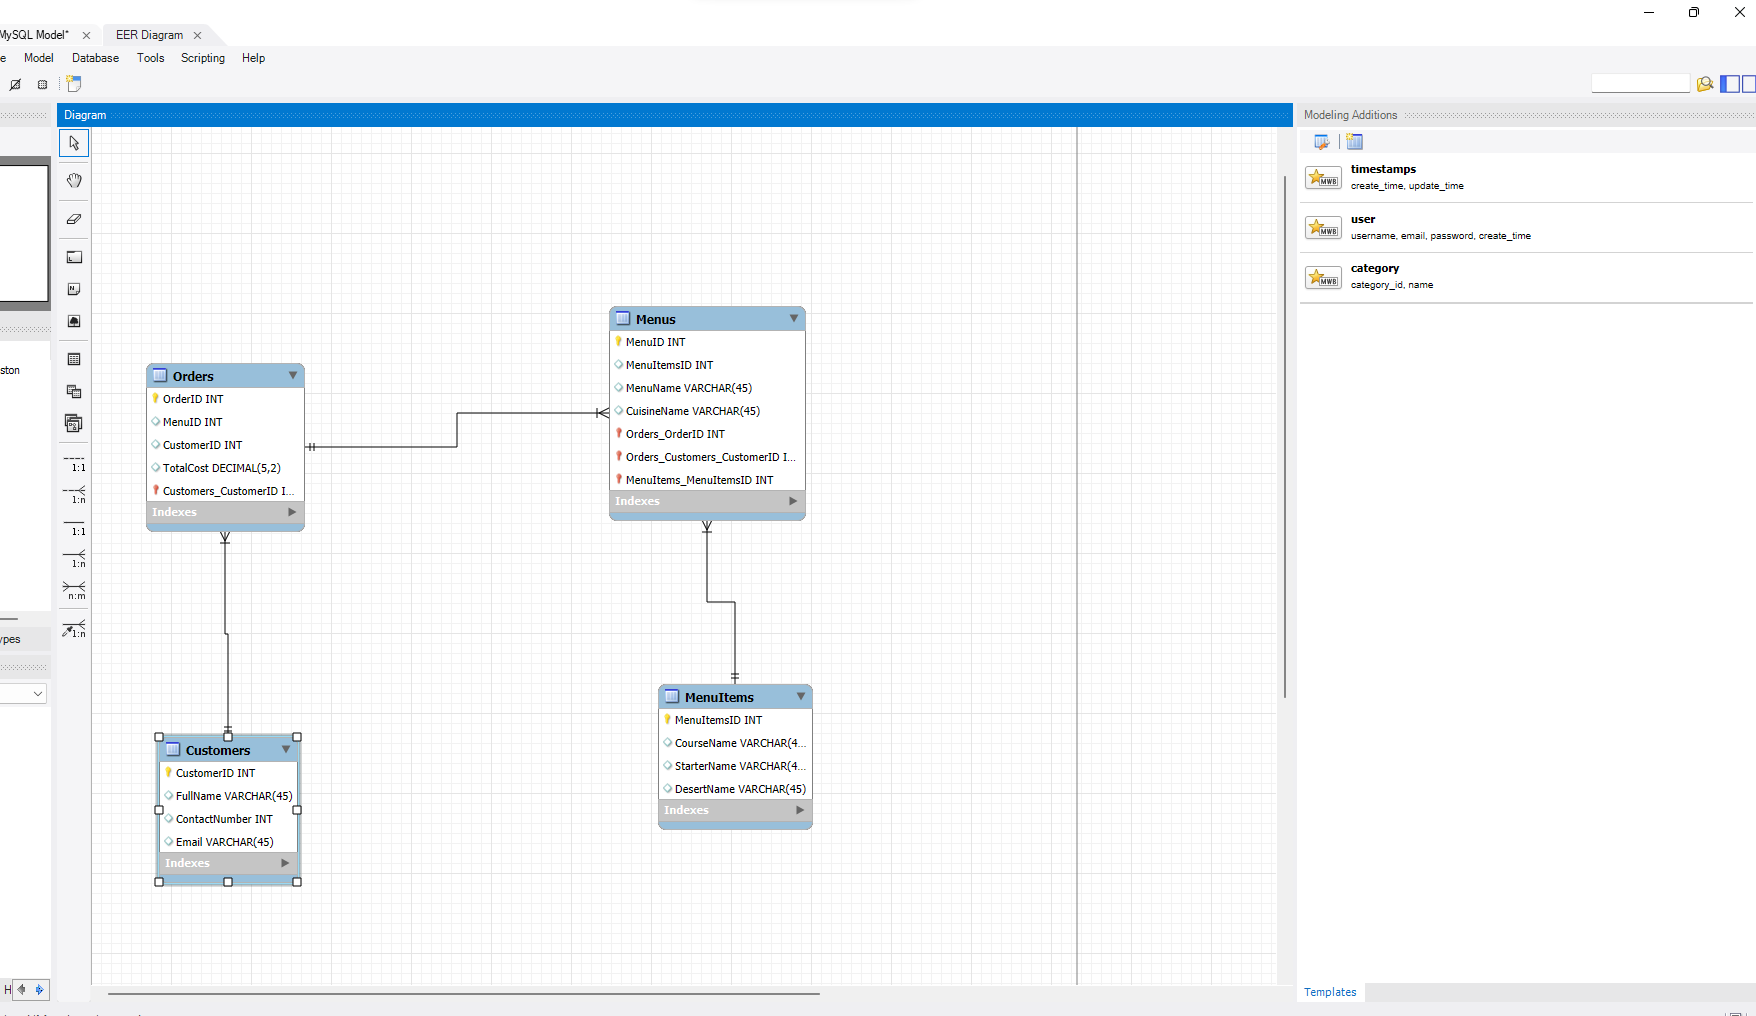 MySQL Model*
EER Diagram
e Model Database Tools Scripting Help
Diagram
Modeling Additions
timestamps
create_time, update_time
user
username, email, password, create_time
category
category_id, name
ston
ypes
H
1:1
1:n
1:1
1:n
n:m
1:n
Orders
OrderID INT
MenuID INT
CustomerID INT
TotalCost DECIMAL(5,2)
Customers_CustomerID I...
Indexes
Menus
MenuID INT
MenuItemsID INT
MenuName VARCHAR(45)
CuisineName VARCHAR(45)
Orders_OrderID INT
Orders_Customers_CustomerID I...
MenuItems_MenuItemsID INT
Indexes
Customers
CustomerID INT
FullName VARCHAR(45)
ContactNumber INT
Email VARCHAR(45)
Indexes
MenuItems
MenuItemsID INT
CourseName VARCHAR(4...
StarterName VARCHAR(4...
DesertName VARCHAR(45)
Indexes
Templates